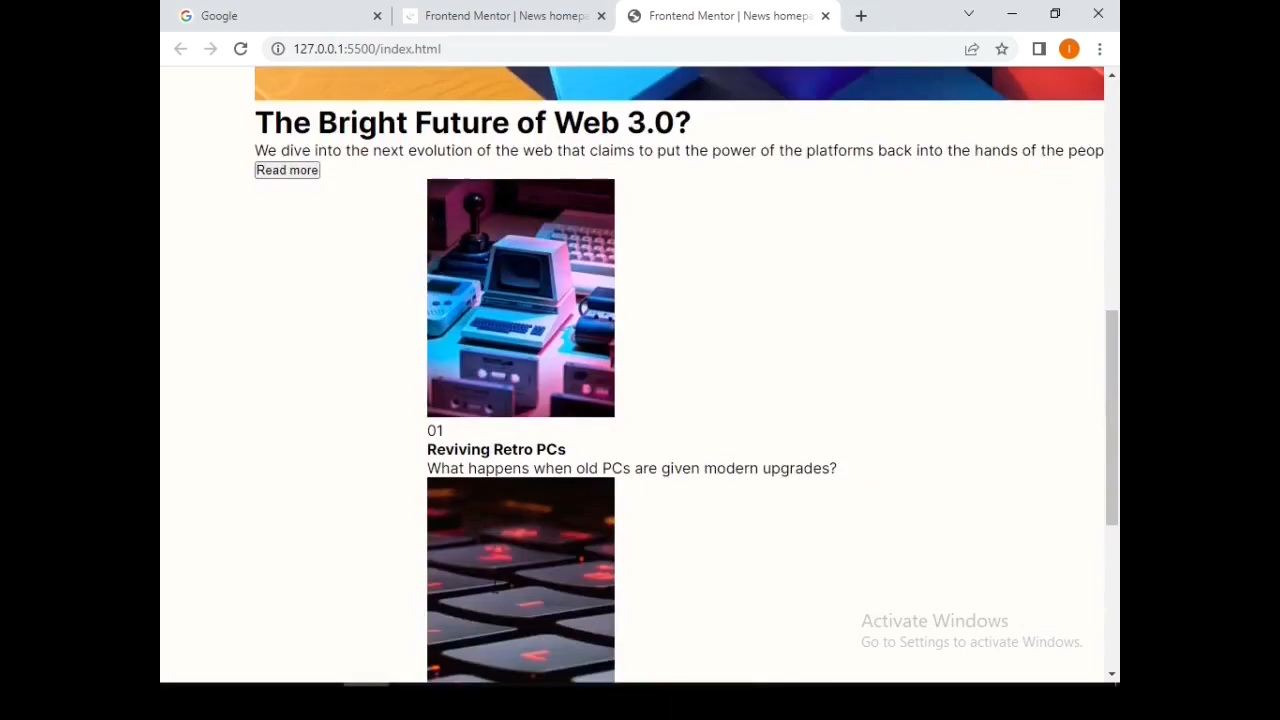 Google
Frontend Mentor | News homepa
Frontend Mentor | News homepa
127.0.0.1:5500/index.html
I
The Bright Future of Web 3.0?
We dive into the next evolution of the web that claims to put the power of the platforms back into the hands of the peop
Read more
01
Reviving Retro PCs
What happens when old PCs are given modern upgrades?
Activate Windows
Go to Settings to activate Windows.